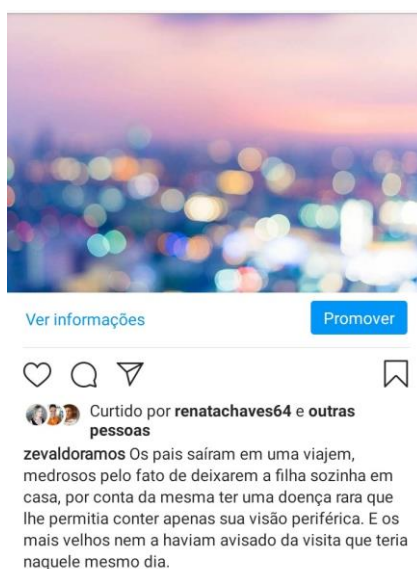 Ver informações
Promover
Curtido por renatachaves64 e outras
pessoas
zevaldoramos Os pais saíram em uma viajem,
medrosos pelo fato de deixarem a filha sozinha em
casa, por conta da mesma ter uma doença rara que
lhe permitia conter apenas sua visão periférica. E os
mais velhos nem a haviam avisado da visita que teria
naquele mesmo dia.